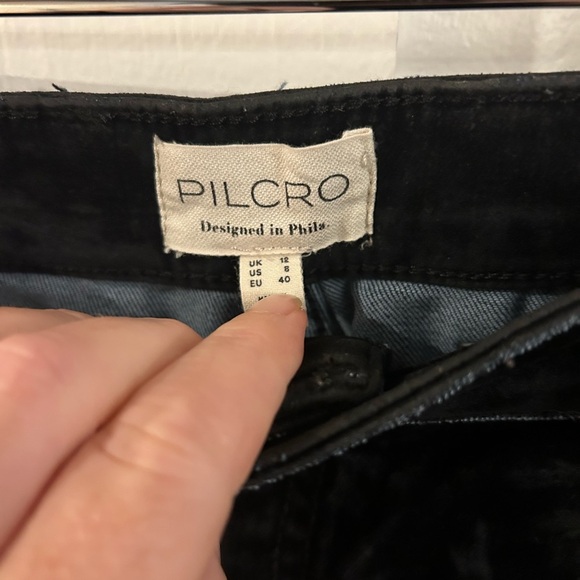 PILCRO
Designed in Phila.
UK 12
US 8
EU 40